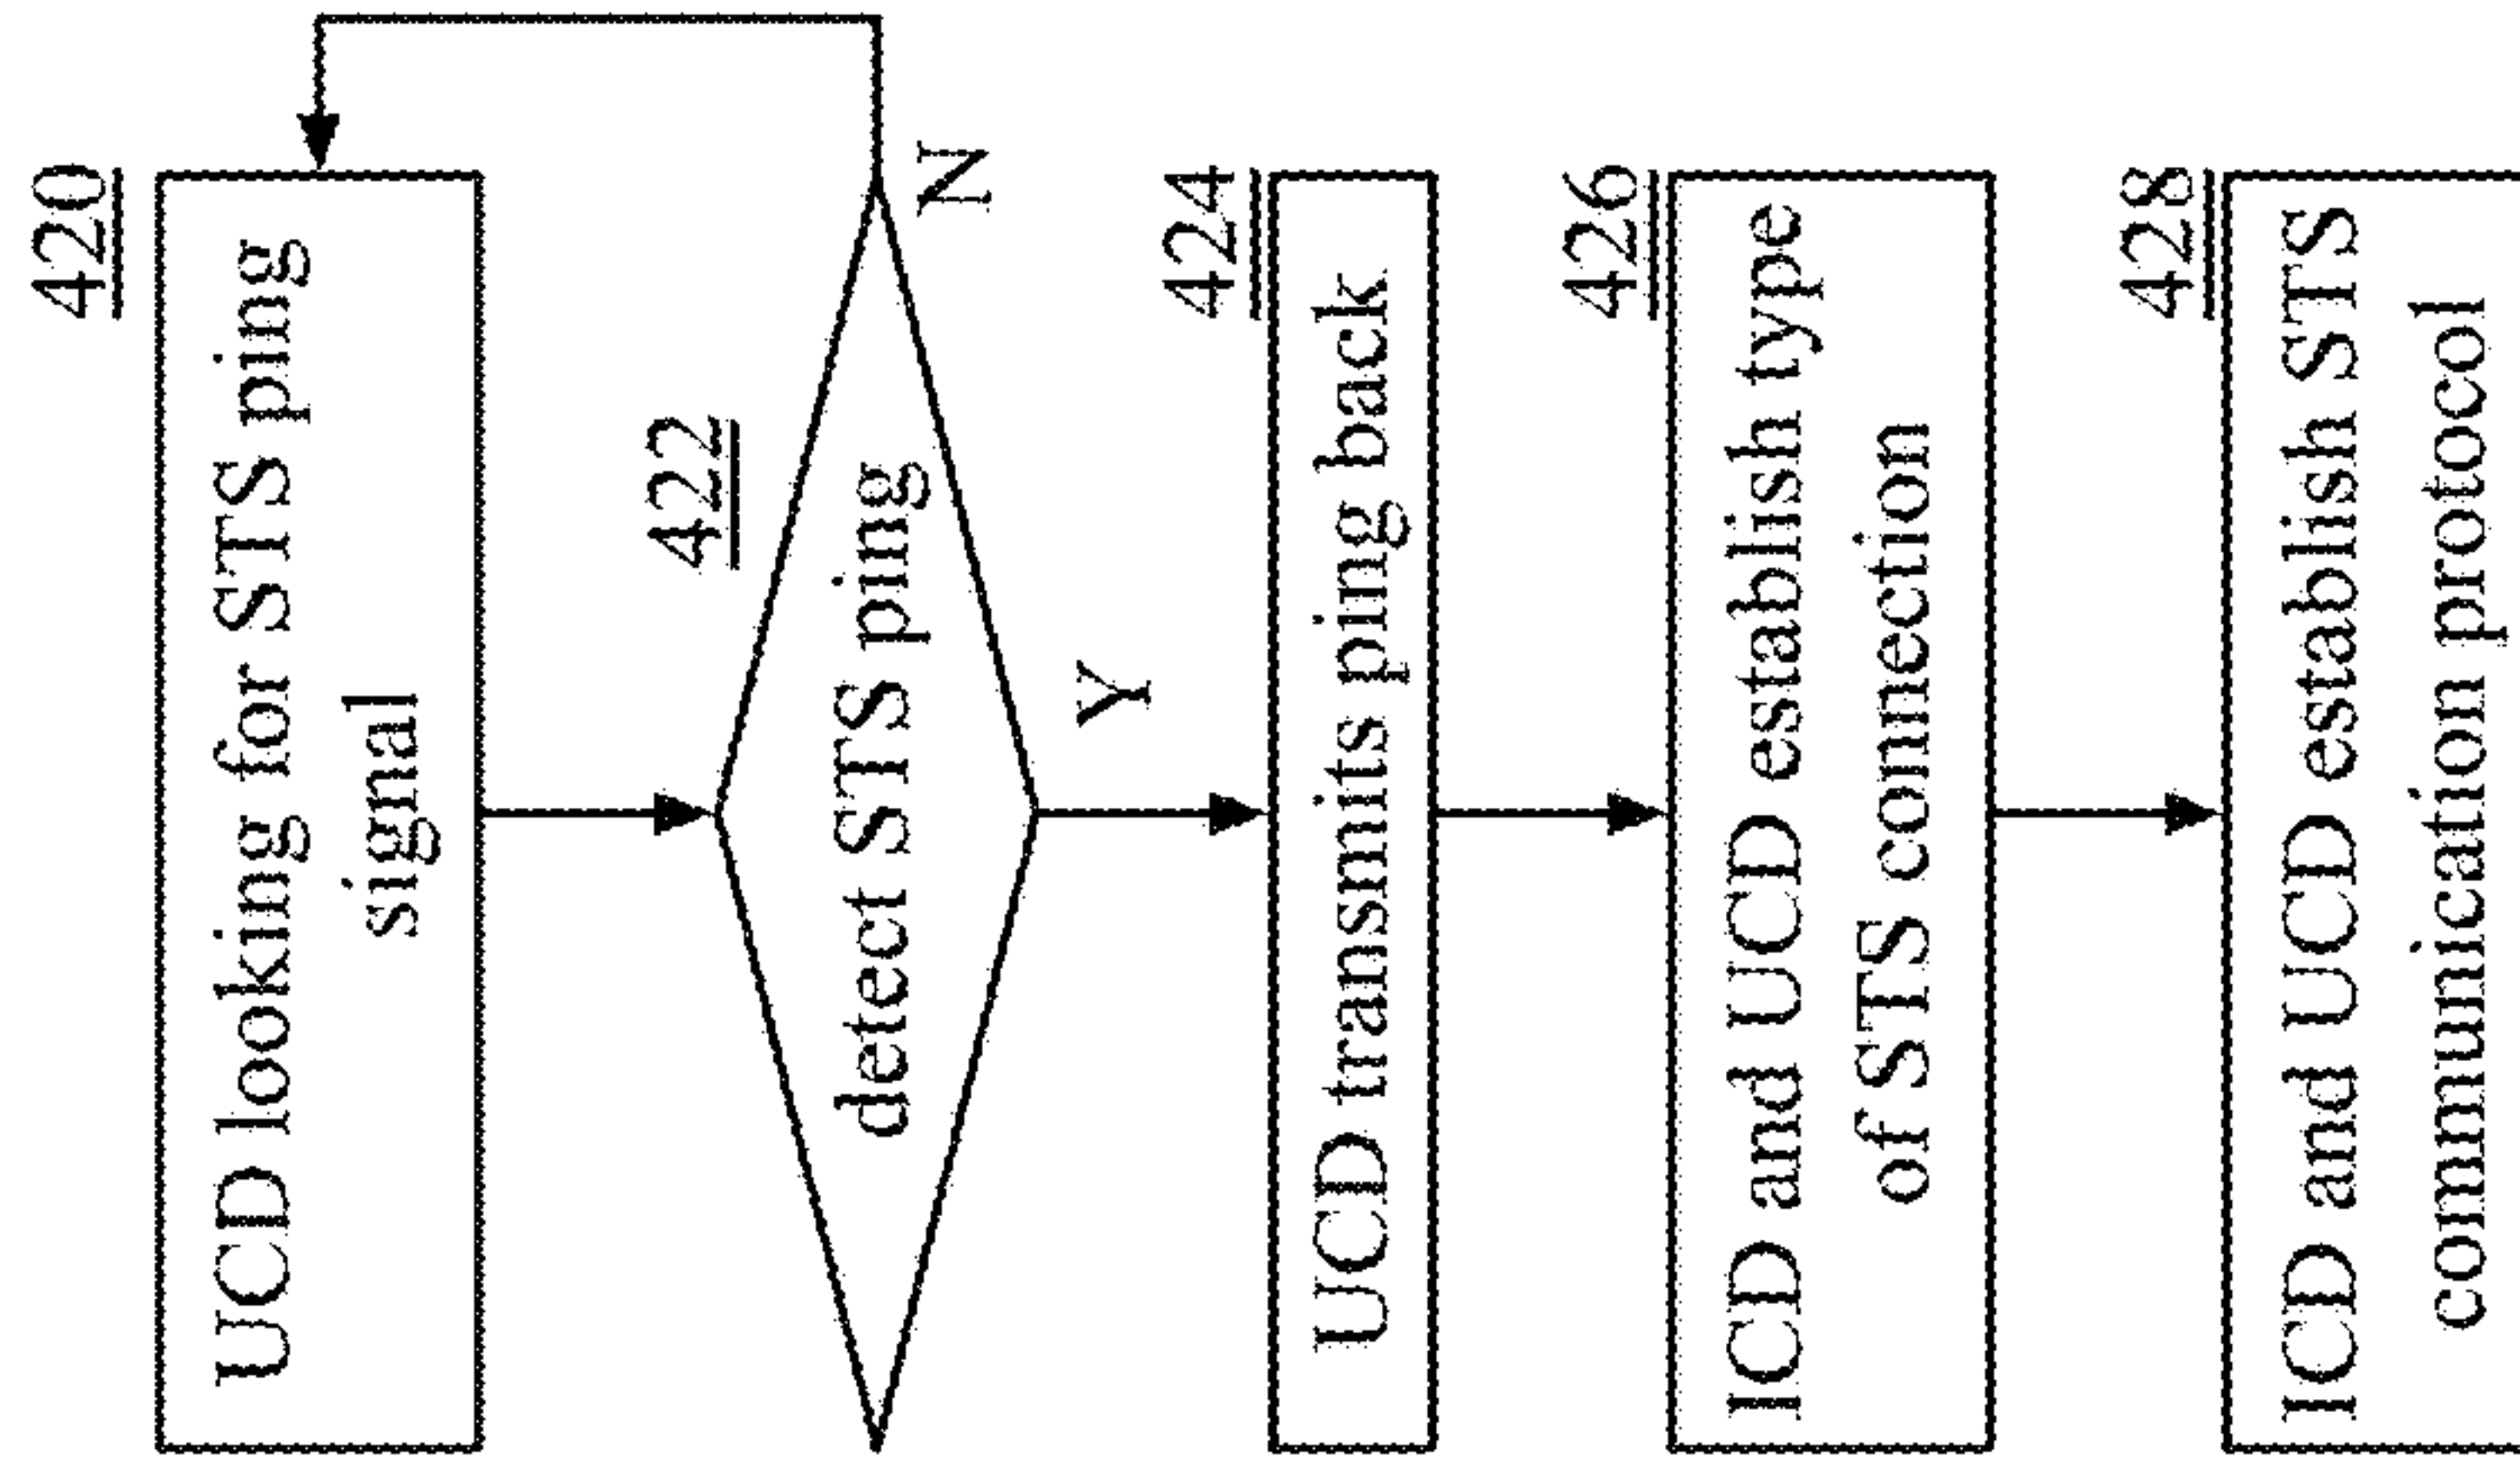 420
UCD looking for STS ping
signal
422
detect STS ping
N
Y
424
UCD transmits ping back
426
ICD and UCD establish type
of STS connection
428
ICD and UCD establish STS
communication protocol